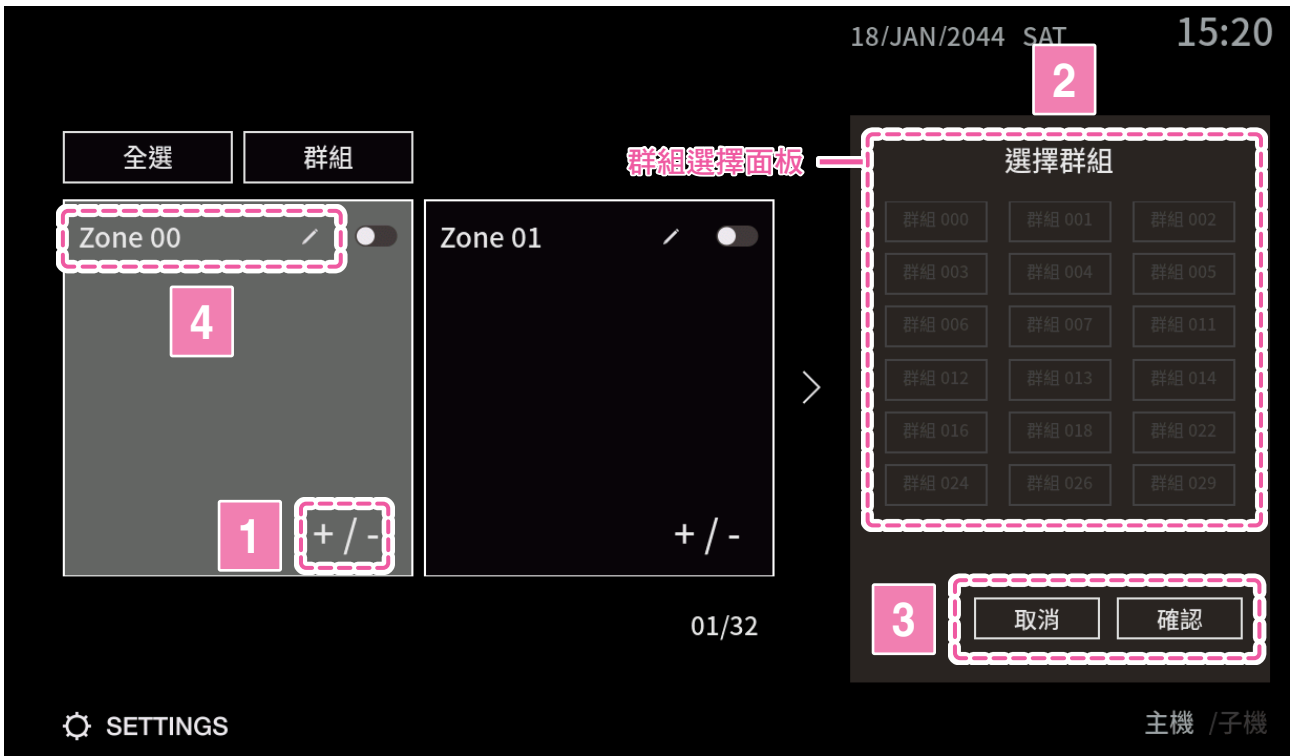 18/JAN/2044 SAT 15:20
2
全選 群組
群組選擇面板
選擇群組
Zone 00
Zone 01
群組 000 群組 001 群組 002
群組 003 群組 004 群組 005
4
群組 006 群組 007 群組 011
群組 012 群組 013 群組 014
群組 016 群組 018 群組 022
群組 024 群組 026 群組 029
1
+ / -
+ / -
3
取消 確認
01/32
SETTINGS
主機 /子機